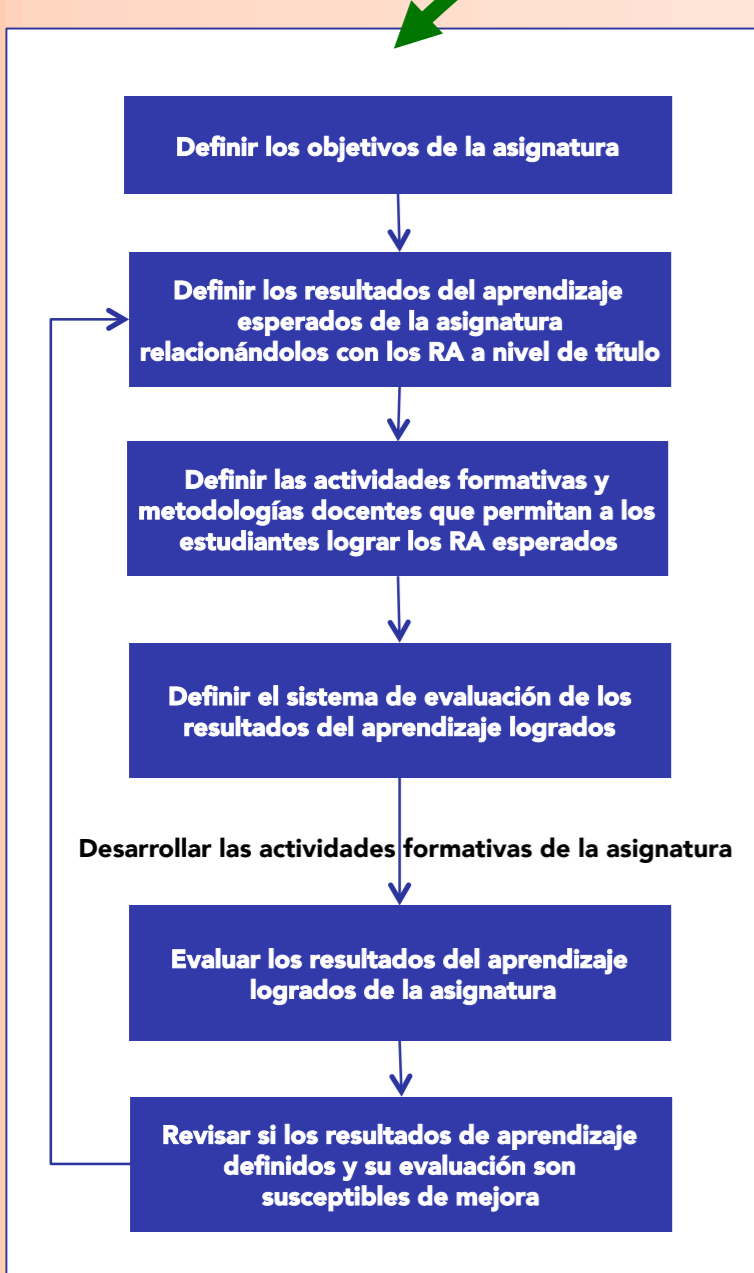 Definir los objetivos de la asignatura
Definir los resultados del aprendizaje
esperados de la asignatura
relacionándolos con los RA a nivel de título
Definir las actividades formativas y
metodologías docentes que permitan a los
estudiantes lograr los RA esperados
Definir el sistema de evaluación de los
resultados del aprendizaje logrados
Desarrollar las actividades formativas de la asignatura
Evaluar los resultados del aprendizaje
logrados de la asignatura
Revisar si los resultados de aprendizaje
definidos y su evaluación son
susceptibles de mejora